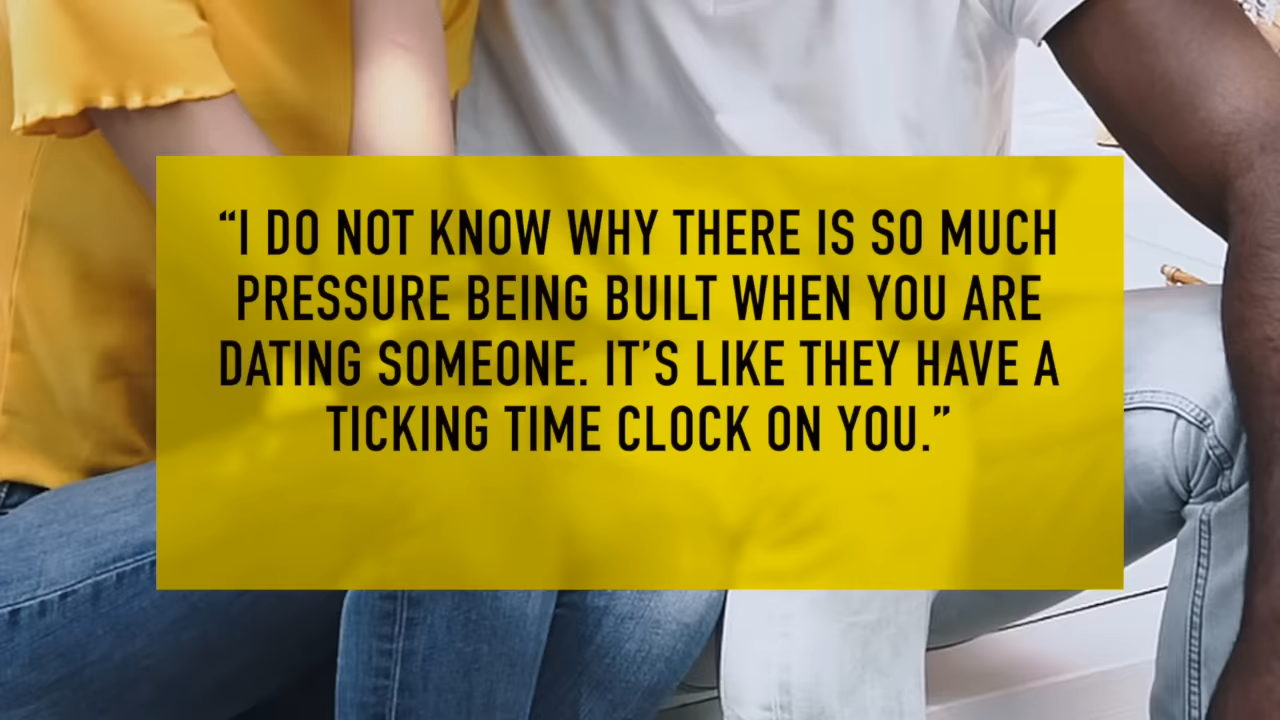 “I DO NOT KNOW WHY THERE IS SO MUCH
PRESSURE BEING BUILT WHEN YOU ARE
DATING SOMEONE. IT’S LIKE THEY HAVE A
TICKING TIME CLOCK ON YOU.”